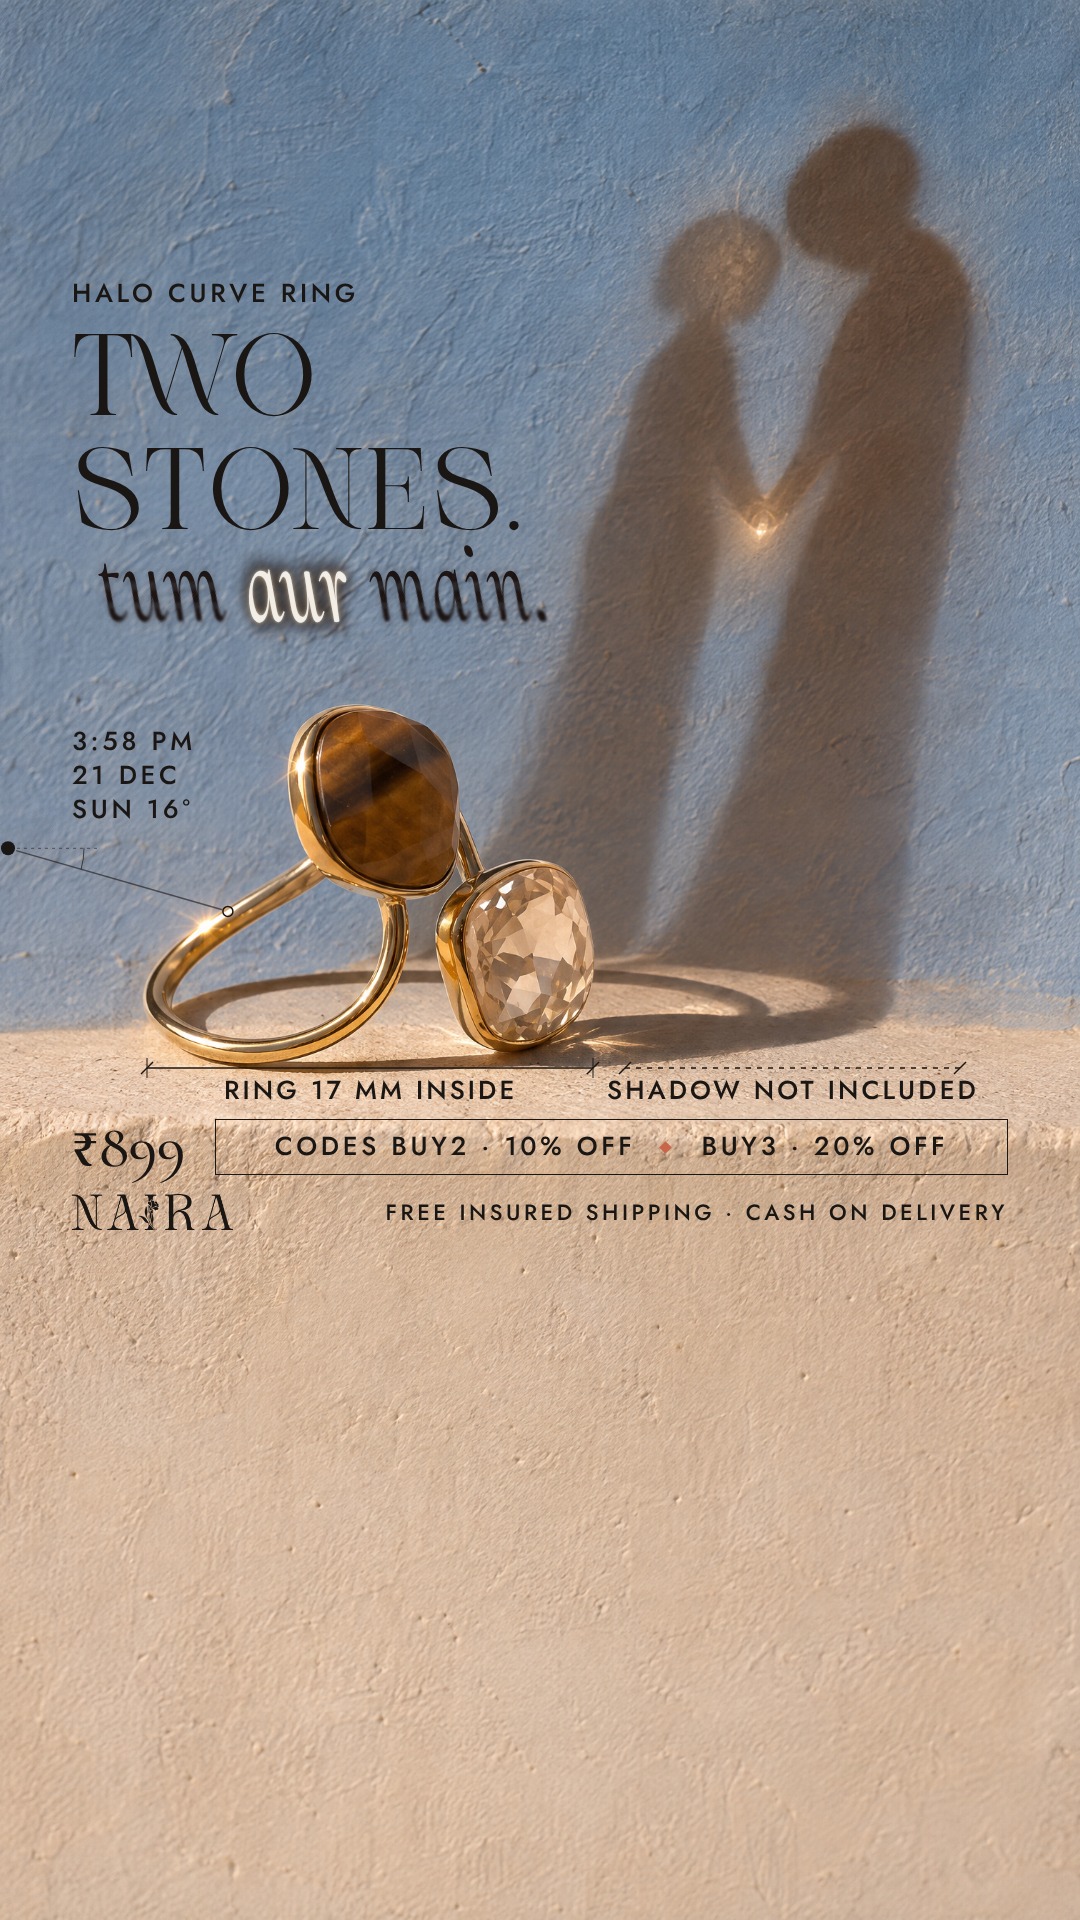 HALO CURVE RING
TWO
STONES.
tum aur main.
3:58 PM
21 DEC
SUN 16°
RING 17 MM INSIDE
SHADOW NOT INCLUDED
₹899
CODES BUY2 · 10% OFF ◆ BUY3 · 20% OFF
NAIRA
FREE INSURED SHIPPING · CASH ON DELIVERY